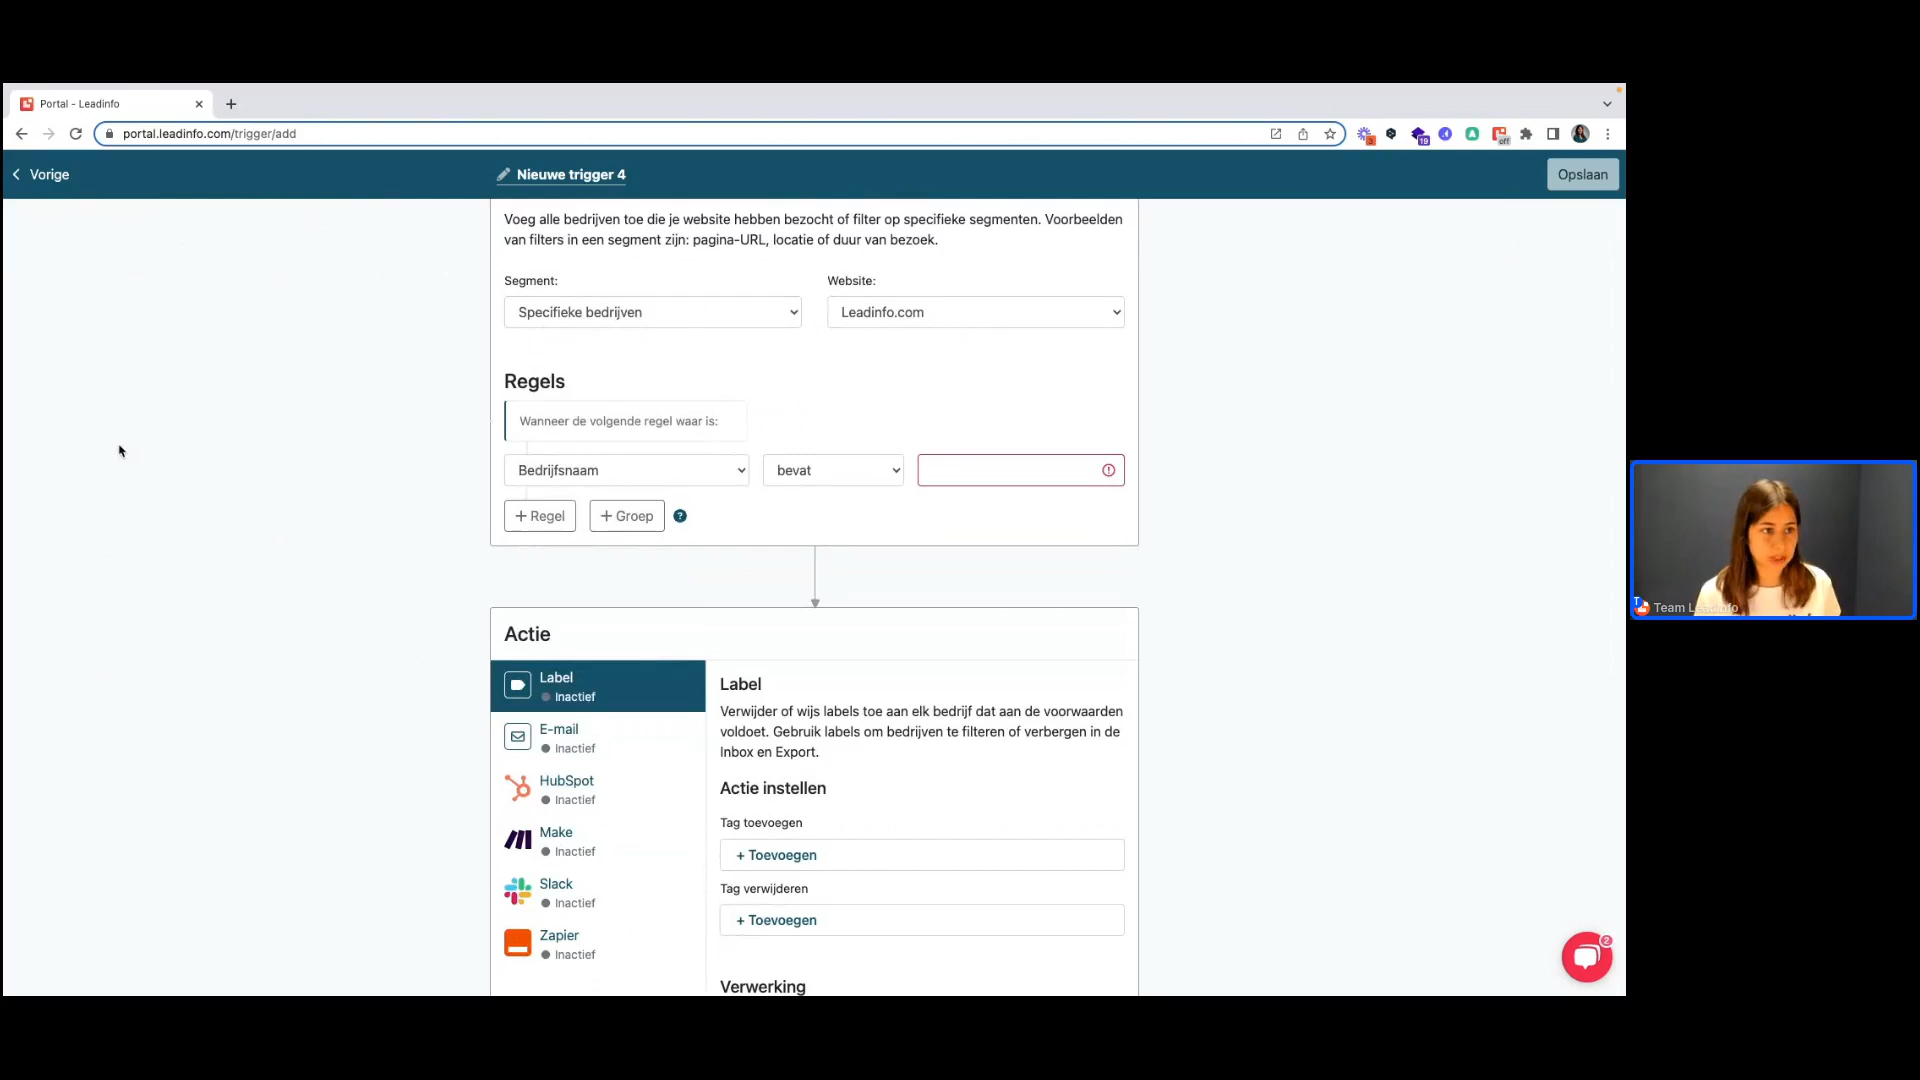 Portal - Leadinfo
portal.leadinfo.com/trigger/add
3
19
off
Vorige
Nieuwe trigger 4
Opslaan
Voeg alle bedrijven toe die je website hebben bezocht of filter op specifieke segmenten. Voorbeelden
van filters in een segment zijn: pagina-URL, locatie of duur van bezoek.
Segment:
Website:
Specifieke bedrijven
Leadinfo.com
Regels
Wanneer de volgende regel waar is:
Bedrijfsnaam
bevat
+ Regel
+ Groep
?
Actie
Label
Inactief
E-mail
Inactief
HubSpot
Inactief
Make
Inactief
Slack
Inactief
Zapier
Inactief
Label
Verwijder of wijs labels toe aan elk bedrijf dat aan de voorwaarden
voldoet. Gebruik labels om bedrijven te filteren of verbergen in de
Inbox en Export.
Actie instellen
Tag toevoegen
+ Toevoegen
Tag verwijderen
+ Toevoegen
Verwerking
2
Team Leadinfo